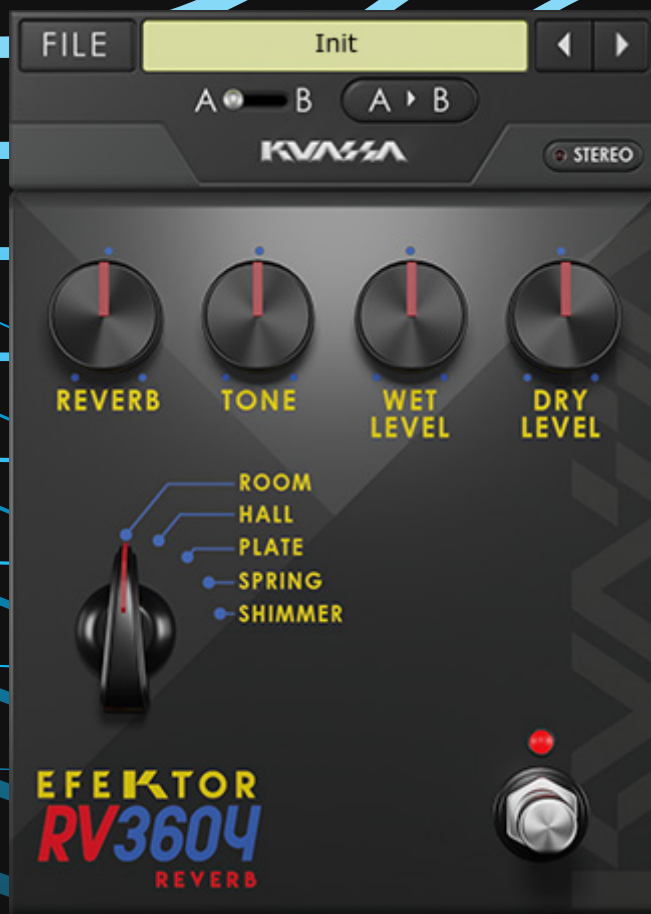 FILE
Init
A B
A B
KVASSA
STEREO
REVERB
TONE
WET
LEVEL
DRY
LEVEL
ROOM
HALL
PLATE
SPRING
SHIMMER
EFEKTOR
RV3604
REVERB